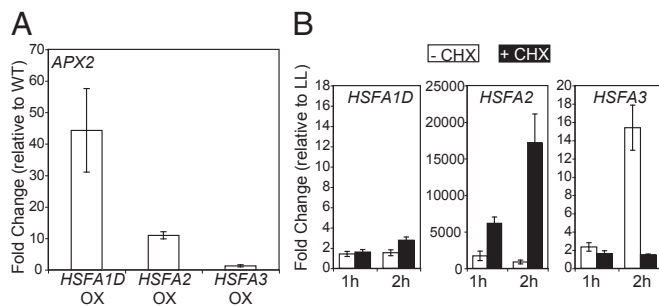 A
Fold Change (relative to WT)
70
60
50
40
30
20
10
0
APX2
HSFA1D
OX
HSFA2
OX
HSFA3
OX
B
- CHX
+ CHX
Fold Change (relative to LL)
18
16
14
12
10
8
6
4
2
0
HSFA1D
1h 2h
25000
20000
15000
10000
5000
0
HSFA2
1h 2h
20
18
16
14
12
10
8
6
4
2
0
HSFA3
1h 2h